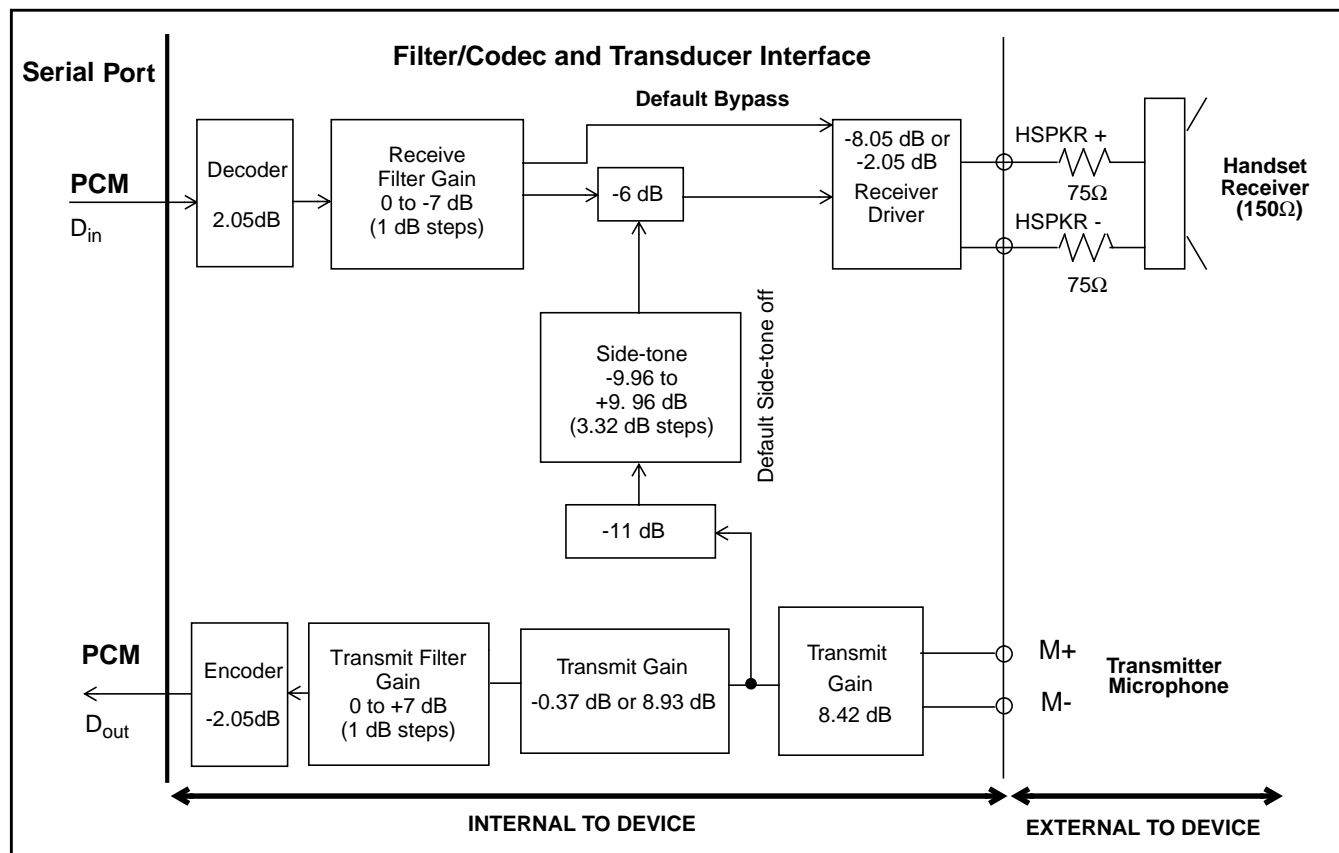 Filter/Codec and Transducer Interface
Serial Port
Default Bypass
PCM
Din
Decoder
2.05dB
Receive
Filter Gain
0 to -7 dB
(1 dB steps)
-6 dB
-8.05 dB or
-2.05 dB
Receiver
Driver
HSPKR +
75Ω
HSPKR -
75Ω
Handset
Receiver
(150Ω)
Side-tone
-9.96 to
+9. 96 dB
(3.32 dB steps)
Default Side-tone off
-11 dB
PCM
Dout
Encoder
-2.05dB
Transmit Filter
Gain
0 to +7 dB
(1 dB steps)
Transmit Gain
-0.37 dB or 8.93 dB
Transmit
Gain
8.42 dB
M+
M-
Transmitter
Microphone
INTERNAL TO DEVICE
EXTERNAL TO DEVICE